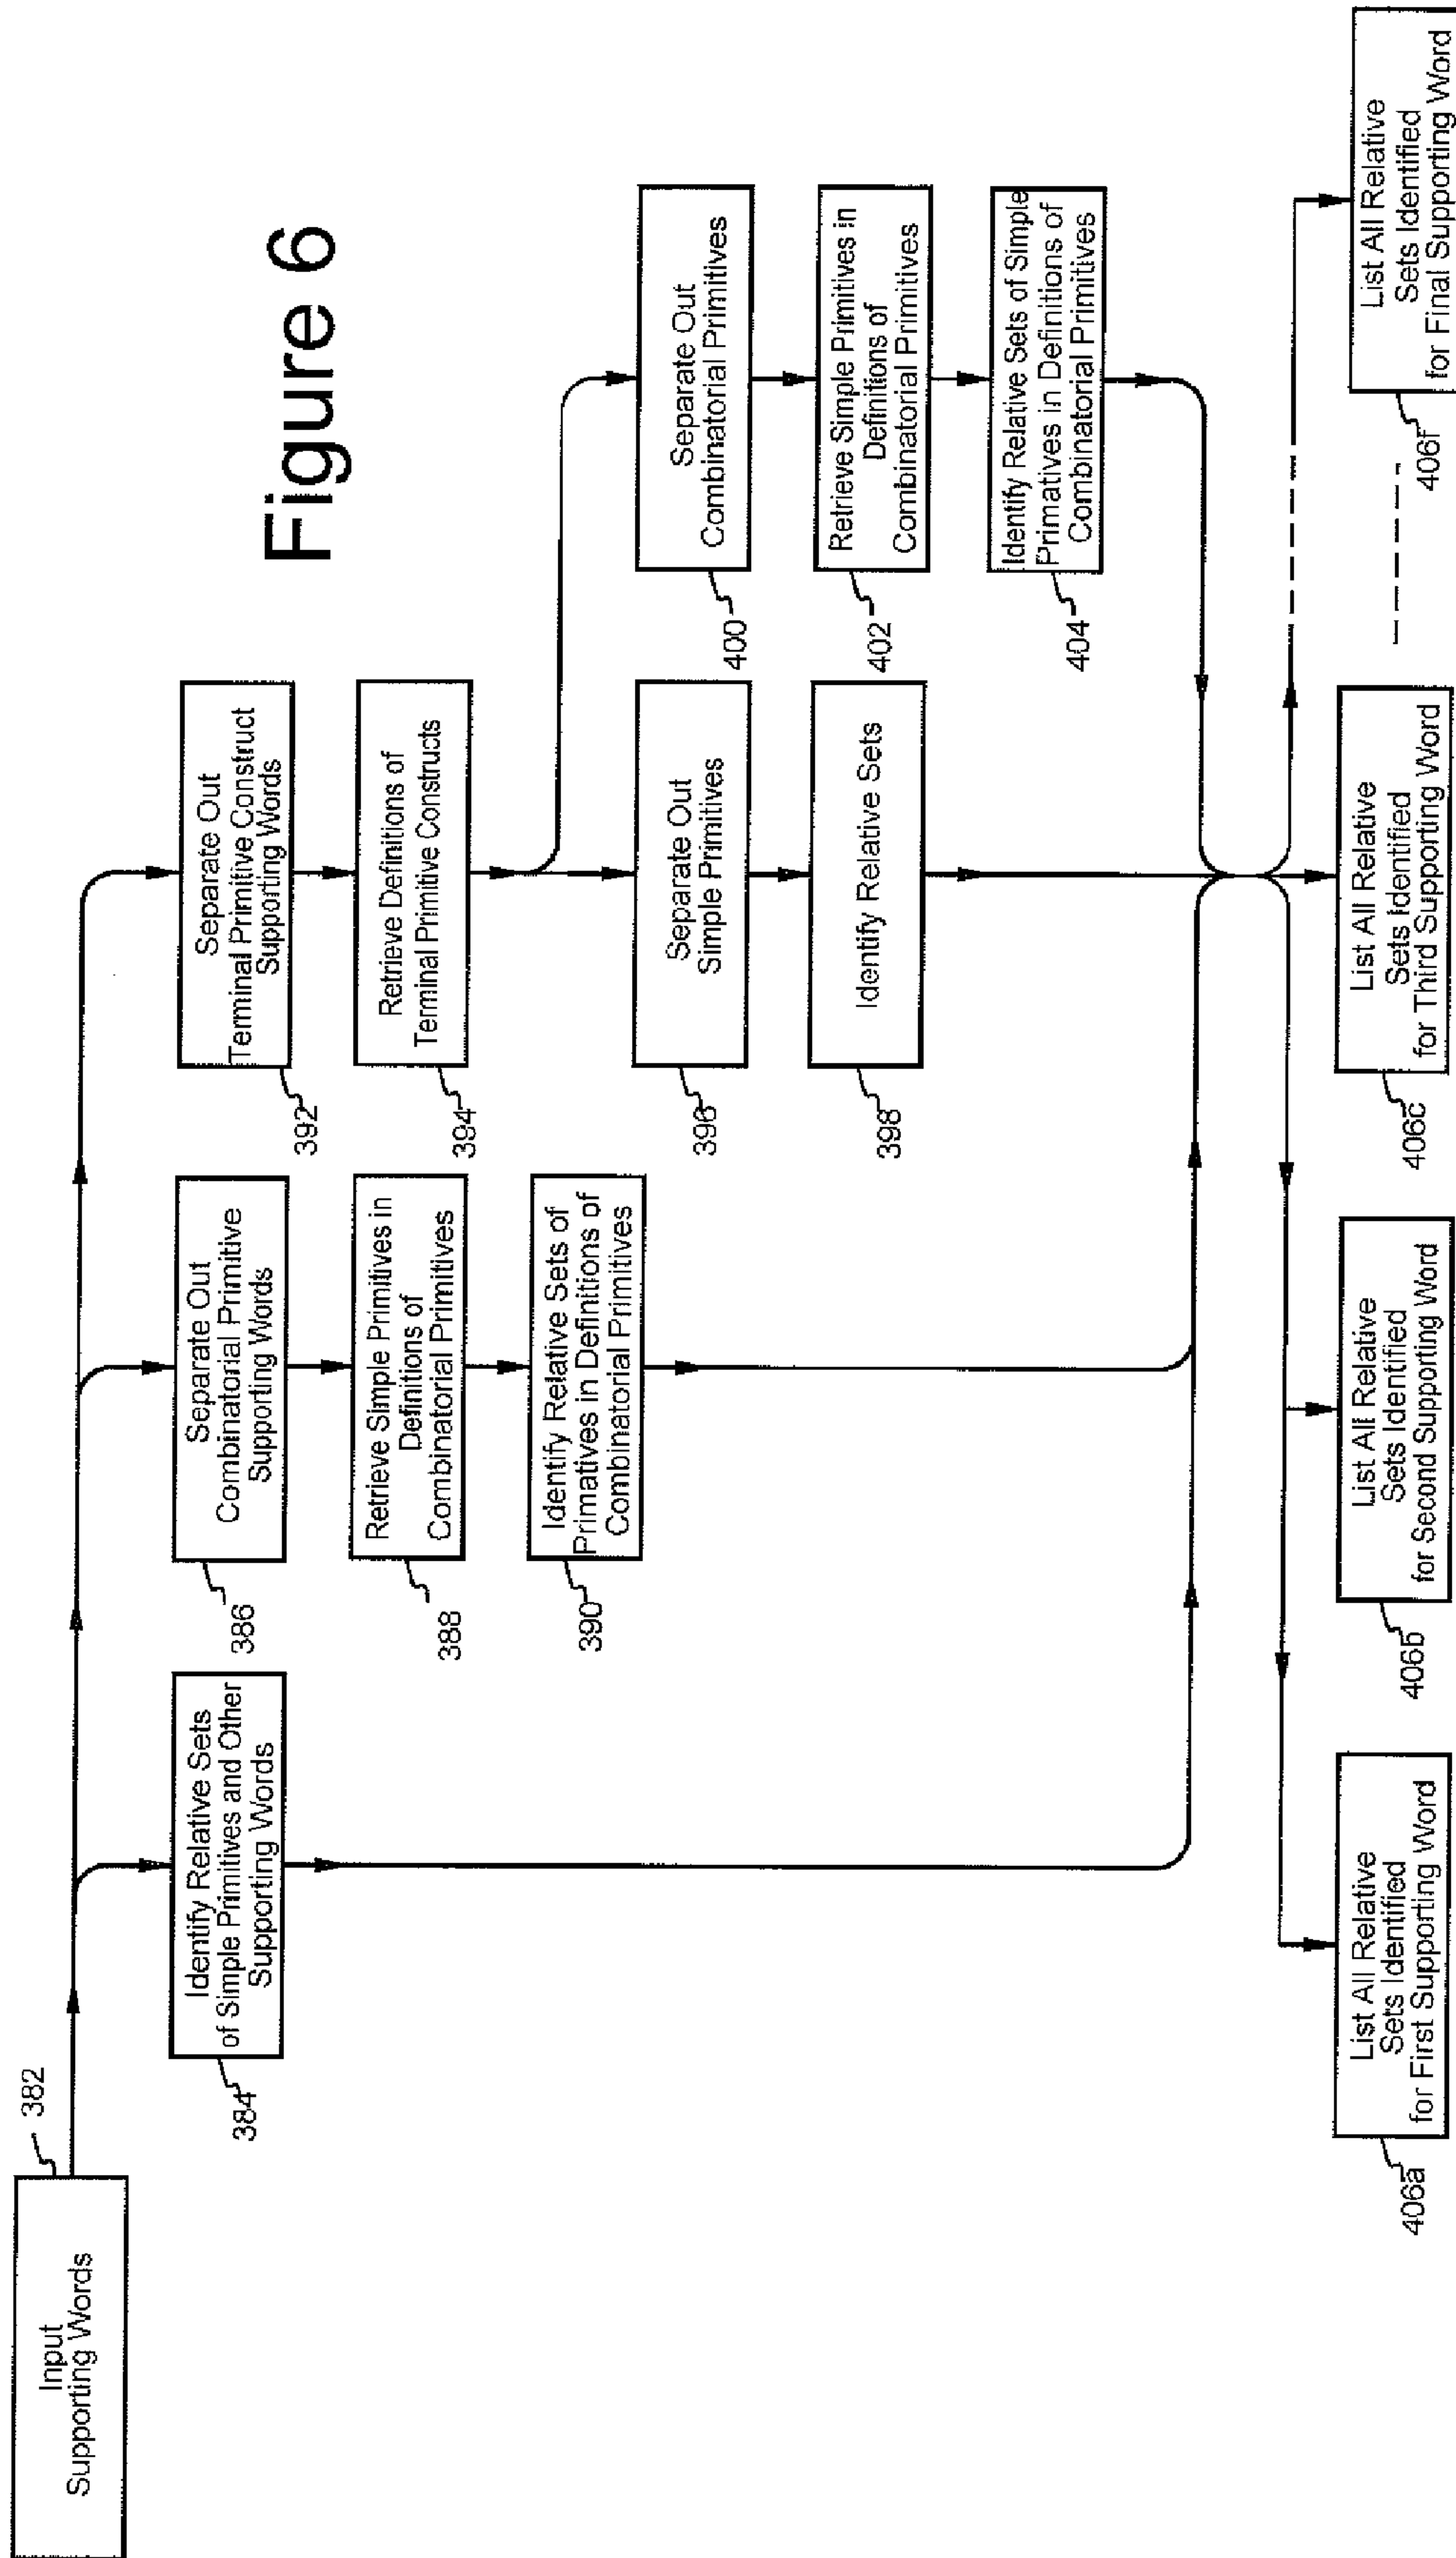 Figure 6
Input
Supporting Words
382
Identify Relative Sets
of Simple Primitives and Other
Supporting Words
384
Separate Out
Combinatorial Primitive
Supporting Words
386
Retrieve Simple Primitives in
Definitions of
Combinatorial Primitives
388
Identify Relative Sets of
Primatives in Definitions of
Combinatorial Primitives
390
Separate Out
Terminal Primitive Construct
Supporting Words
392
Retrieve Definitions of
Terminal Primitive Constructs
394
Separate Out
Simple Primitives
396
Identify Relative Sets
398
Separate Out
Combinatorial Primitives
400
Retrieve Simple Primitives in
Definitions of
Combinatorial Primitives
402
Identify Relative Sets of Simple
Primatives in Definitions of
Combinatorial Primitives
404
List All Relative
Sets Identified
for First Supporting Word
406a
List All Relative
Sets Identified
for Second Supporting Word
406b
List All Relative
Sets Identified
for Third Supporting Word
406c
List All Relative
Sets Identified
for Final Supporting Word
406f